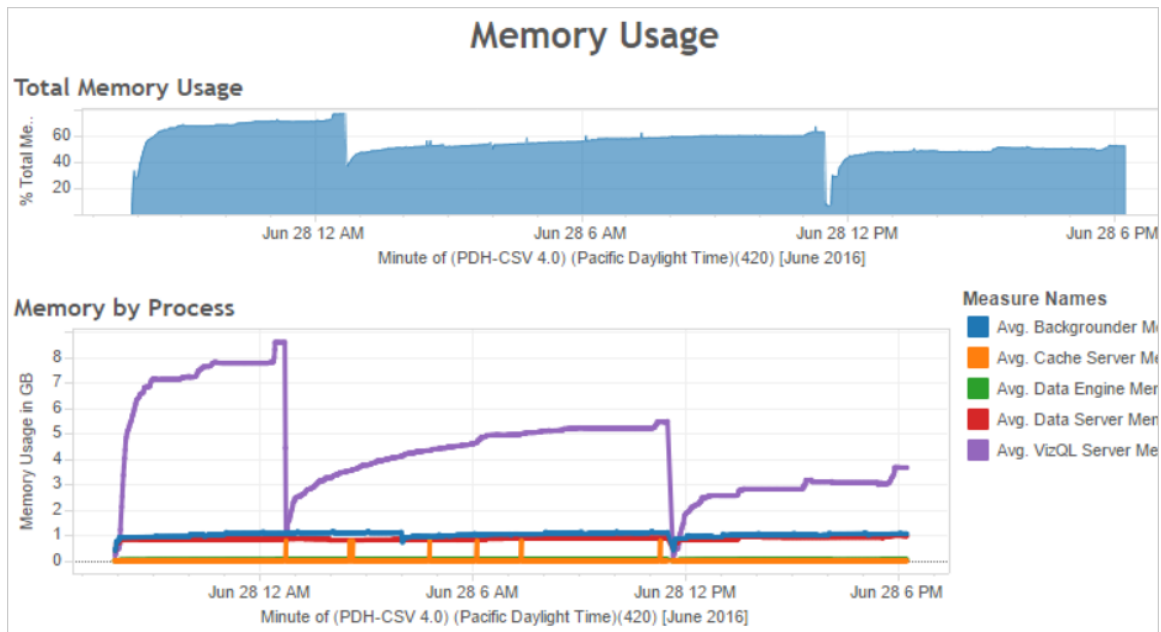 Memory Usage
Total Memory Usage
% Total Me..
60
40
20
Jun 28 12 AM
Jun 28 6 AM
Jun 28 12 PM
Jun 28 6 PM
Minute of (PDH-CSV 4.0) (Pacific Daylight Time)(420) [June 2016]
Memory by Process
Memory Usage in GB
8
7
6
5
4
3
2
1
0
Jun 28 12 AM
Jun 28 6 AM
Jun 28 12 PM
Jun 28 6 PM
Minute of (PDH-CSV 4.0) (Pacific Daylight Time)(420) [June 2016]
Measure Names
Avg. Backgrounder M
Avg. Cache Server Me
Avg. Data Engine Mer
Avg. Data Server Men
Avg. VizQL Server Me